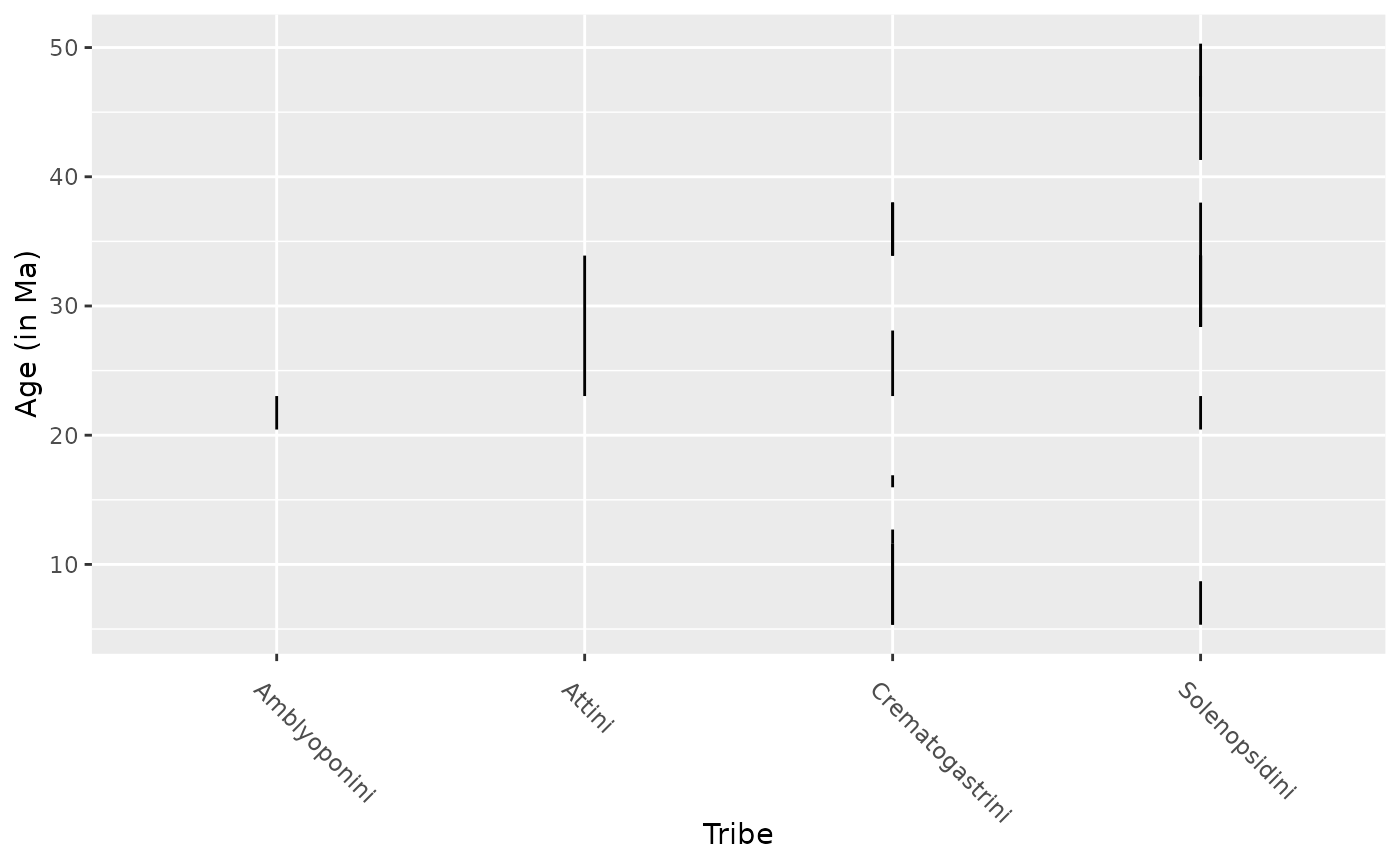 50
40
30
20
10
Age (in Ma)
Amblyoponini
Attini
Crematogastrini
Solenopsidini
Tribe